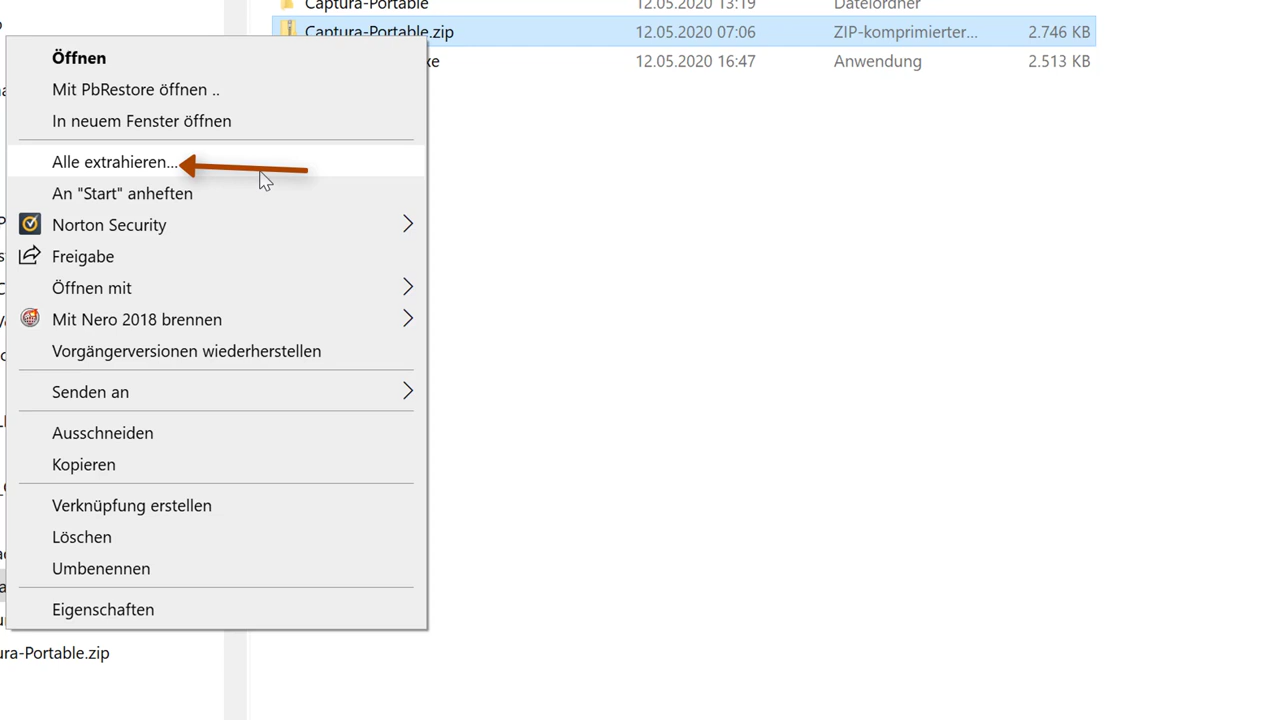 Captura-Portable 12.05.2020 13:19 Dateiordner
Captura-Portable.zip 12.05.2020 07:06 ZIP-komprimierter... 2.746 KB
12.05.2020 16:47 Anwendung 2.513 KB
Öffnen
Mit PbRestore öffnen ..
In neuem Fenster öffnen
Alle extrahieren...
An "Start" anheften
Norton Security
Freigabe
Öffnen mit
Mit Nero 2018 brennen
Vorgängerversionen wiederherstellen
Senden an
Ausschneiden
Kopieren
Verknüpfung erstellen
Löschen
Umbenennen
Eigenschaften
ra-Portable.zip